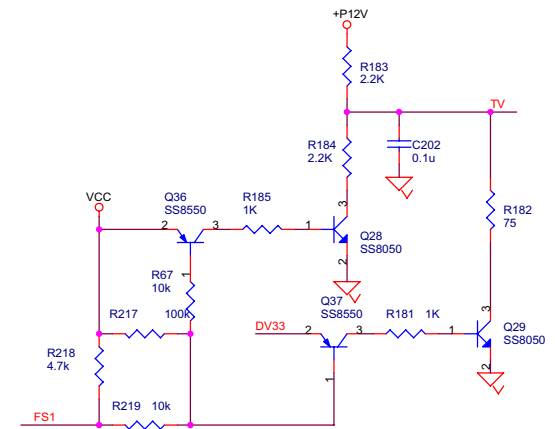 +P12V
R183
2.2K
TV
R184
2.2K
C202
0.1u
VCC
Q36
SS8550
R185
1K
R182
75
2
3
1
3
Q28
SS8050
2
1
R67
10k
R217
100k
Q37
SS8550
3
DV33
2
3
R181 1K
1
Q29
SS8050
R218
4.7k
1
2
FS1
R219 10k